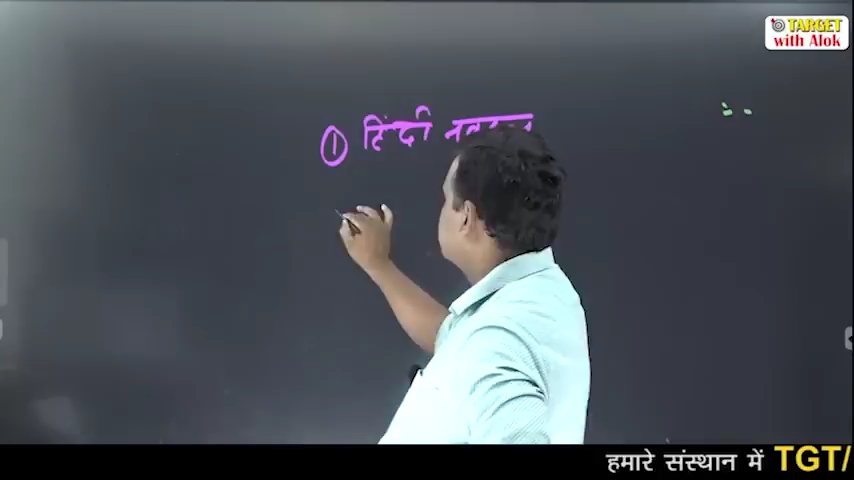 TARGET
with Alok
① हिंदी
हमारे संस्थान में TGT/